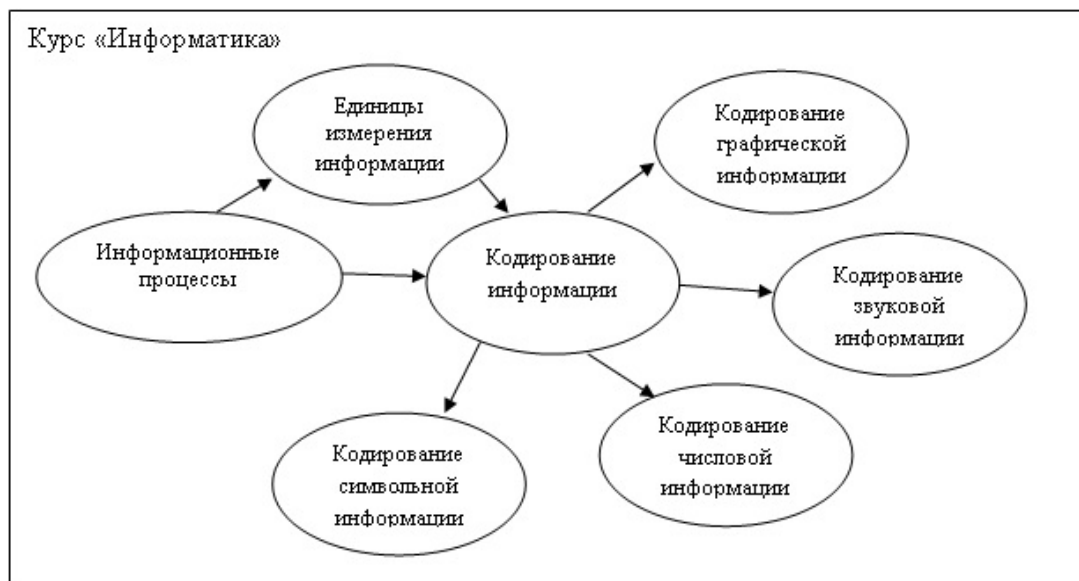 Курс «Информатика»
Единицы
измерения
информации
Кодирование
графической
информации
Информационные
процессы
Кодирование
информации
Кодирование
звуковой
информации
Кодирование
символьной
информации
Кодирование
числовой
информации